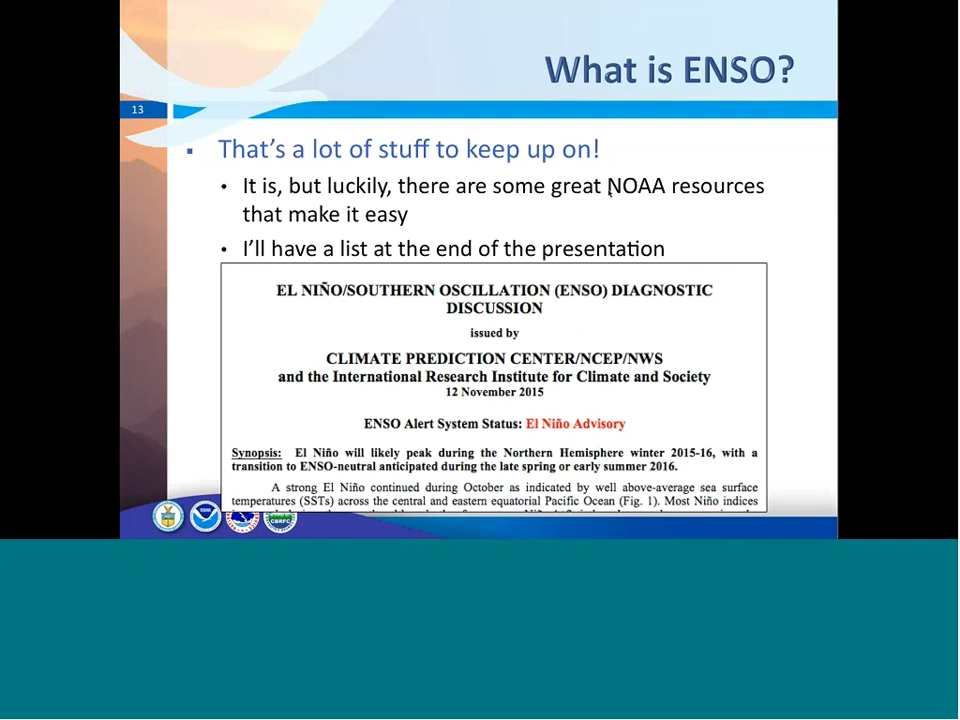 What is ENSO?
13
▪ That's a lot of stuff to keep up on!
• It is, but luckily, there are some great NOAA resources
that make it easy
• I'll have a list at the end of the presentation
EL NIÑO/SOUTHERN OSCILLATION (ENSO) DIAGNOSTIC
DISCUSSION
issued by
CLIMATE PREDICTION CENTER/NCEP/NWS
and the International Research Institute for Climate and Society
12 November 2015
ENSO Alert System Status: El Niño Advisory
Synopsis: El Niño will likely peak during the Northern Hemisphere winter 2015-16, with a
transition to ENSO-neutral anticipated during the late spring or early summer 2016.
A strong El Niño continued during October as indicated by well above-average sea surface
temperatures (SSTs) across the central and eastern equatorial Pacific Ocean (Fig. 1). Most Niño indices
NOAA
CBRFC